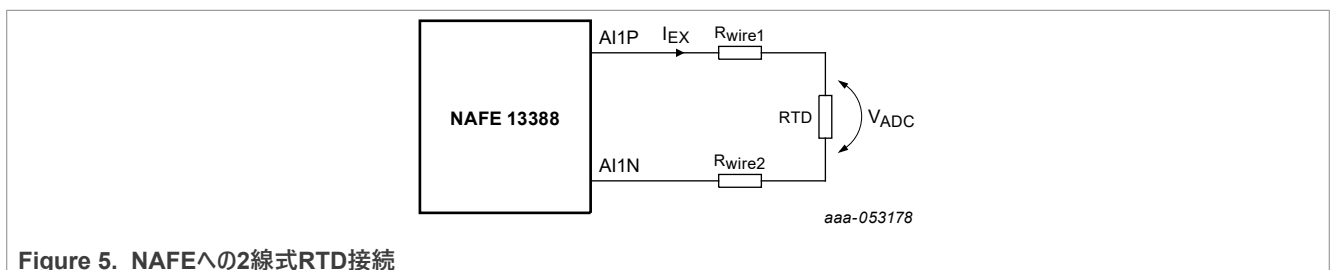 AI1P
IEX
Rwire1
NAFE 13388
RTD
VADC
AI1N
Rwire2
aaa-053178
Figure 5. NAFEへの2線式RTD接続